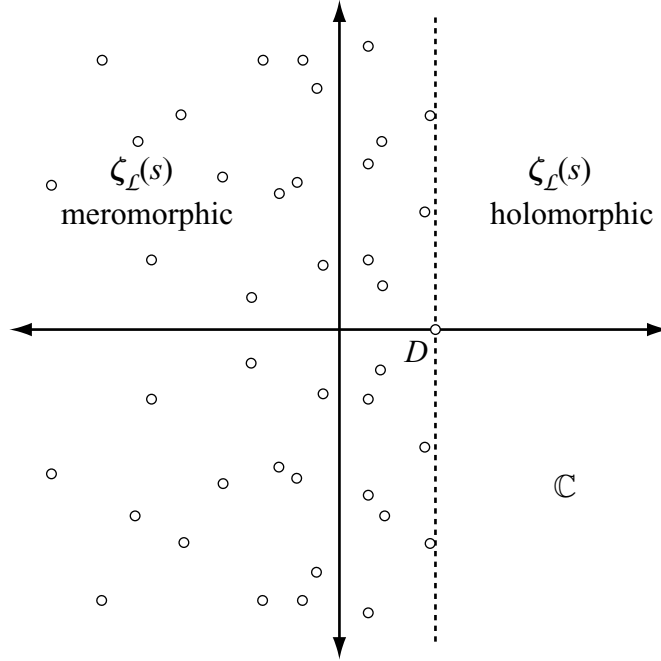 ζ_ℒ(s)
meromorphic
ζ_ℒ(s)
holomorphic
D
ℂ